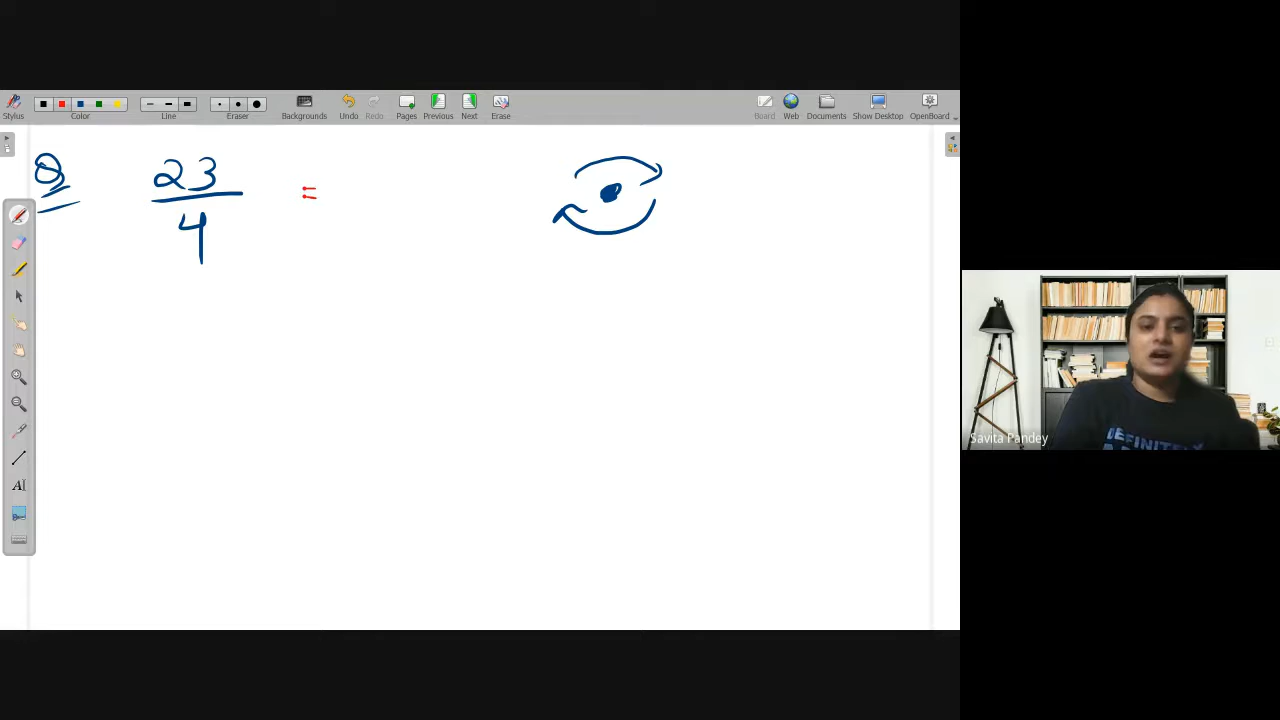 Stylus Color Line Eraser Backgrounds Undo Redo Pages Previous Next Erase Board Web Documents Show Desktop OpenBoard
Q
23 =
4
Savita Pandey
DEFINITELY